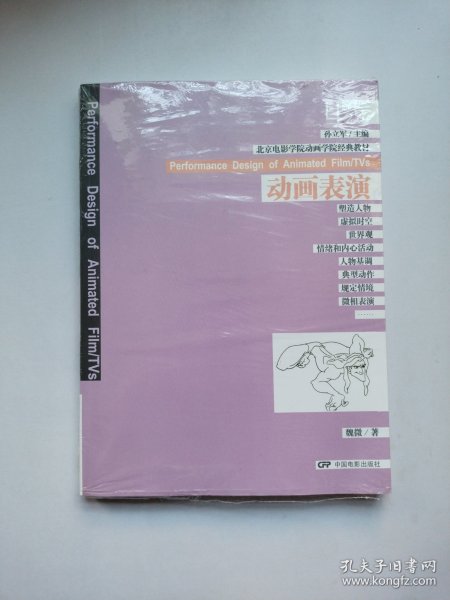 Performance Design of Animated Film/TVs
孙立军/主编
北京电影学院动画学院经典教材
Performance Design of Animated Film/TVs
动画表演
塑造人物
虚拟时空
世界观
情绪和内心活动
人物基调
典型动作
规定情境
微相表演
……
魏微/著
CFP 中国电影出版社
孔夫子旧书网
www.kongfz.com